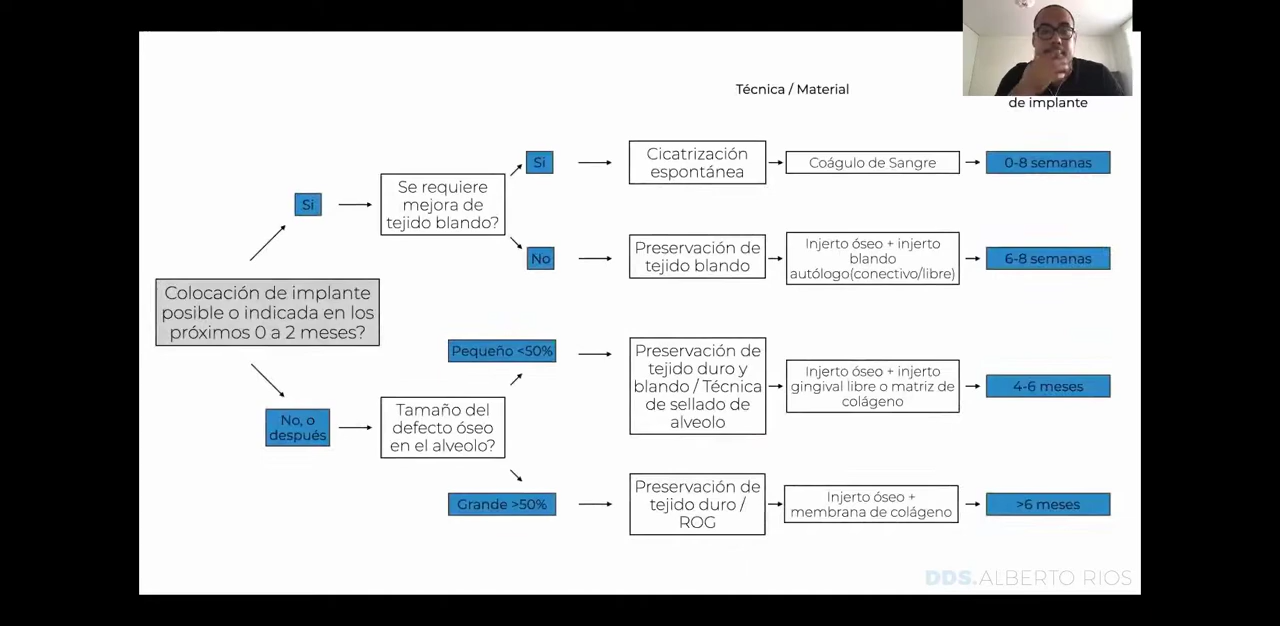 Técnica / Material
de implante
Si
Cicatrización
espontánea
Coágulo de Sangre
0-8 semanas
Se requiere
mejora de
tejido blando?
Si
No
Preservación de
tejido blando
Injerto óseo + injerto
blando
autólogo(conectivo/libre)
6-8 semanas
Colocación de implante
posible o indicada en los
próximos 0 a 2 meses?
Pequeño <50%
Preservación de
tejido duro y
blando / Técnica
de sellado de
alveolo
Injerto óseo + injerto
gingival libre o matriz de
colágeno
4-6 meses
No, o
después
Tamaño del
defecto óseo
en el alveolo?
Grande >50%
Preservación de
tejido duro /
ROG
Injerto óseo +
membrana de colágeno
>6 meses
DDS.ALBERTO RIOS